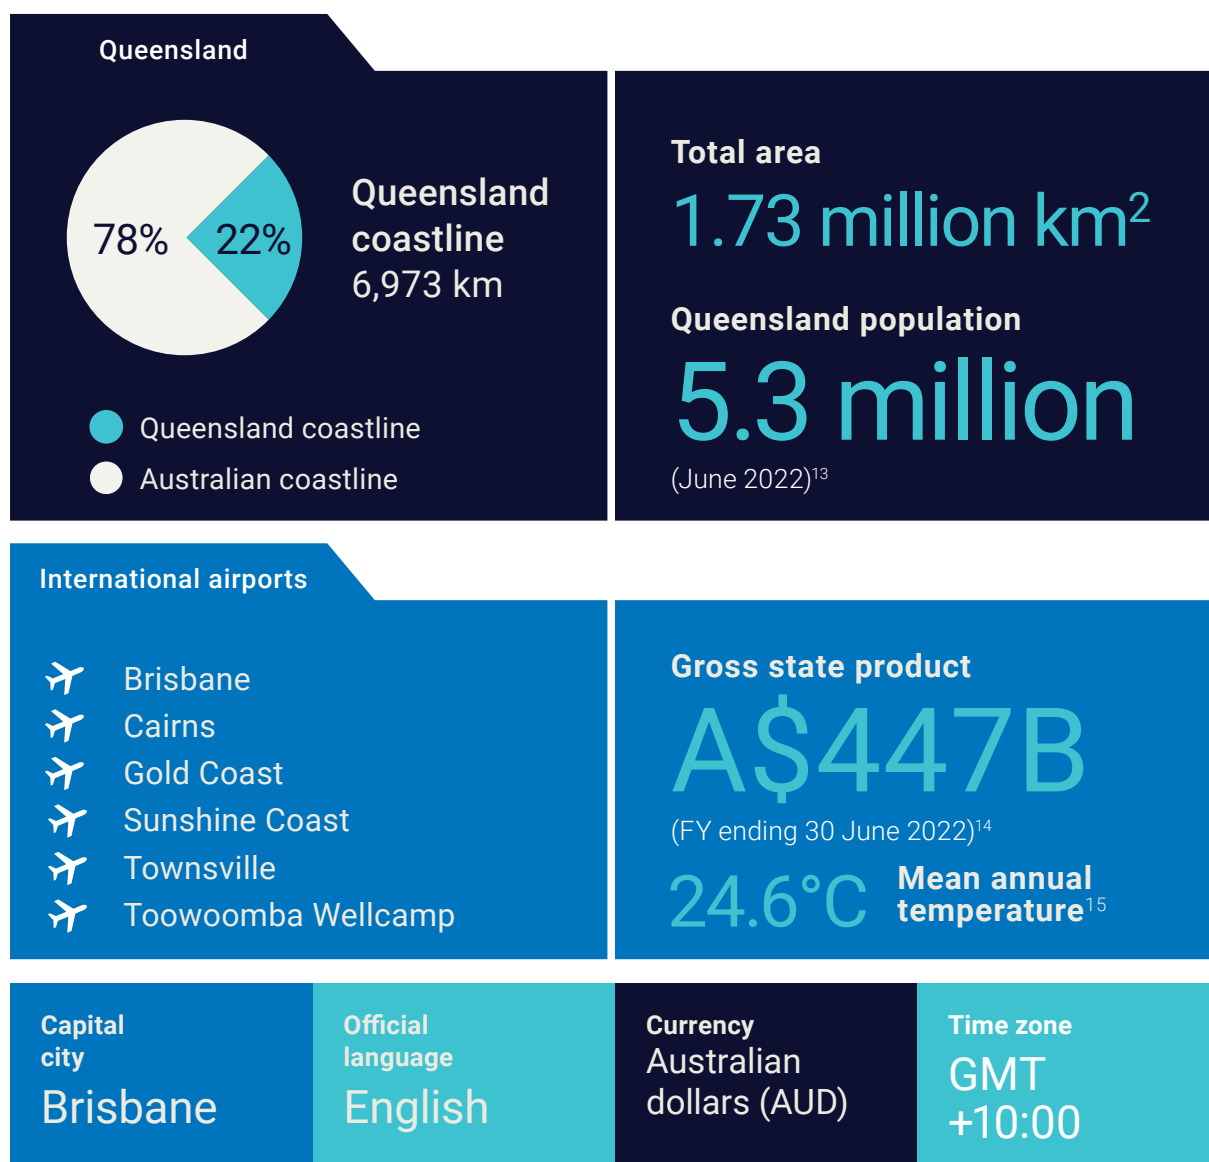 Queensland
78%
22%
Queensland
coastline
6,973 km
Queensland coastline
Australian coastline
Total area
1.73 million km²
Queensland population
5.3 million
(June 2022)¹³
International airports
Brisbane
Cairns
Gold Coast
Sunshine Coast
Townsville
Toowoomba Wellcamp
Gross state product
A$447B
(FY ending 30 June 2022)¹⁴
24.6°C
Mean annual
temperature¹⁵
Capital
city
Brisbane
Official
language
English
Currency
Australian
dollars (AUD)
Time zone
GMT
+10:00